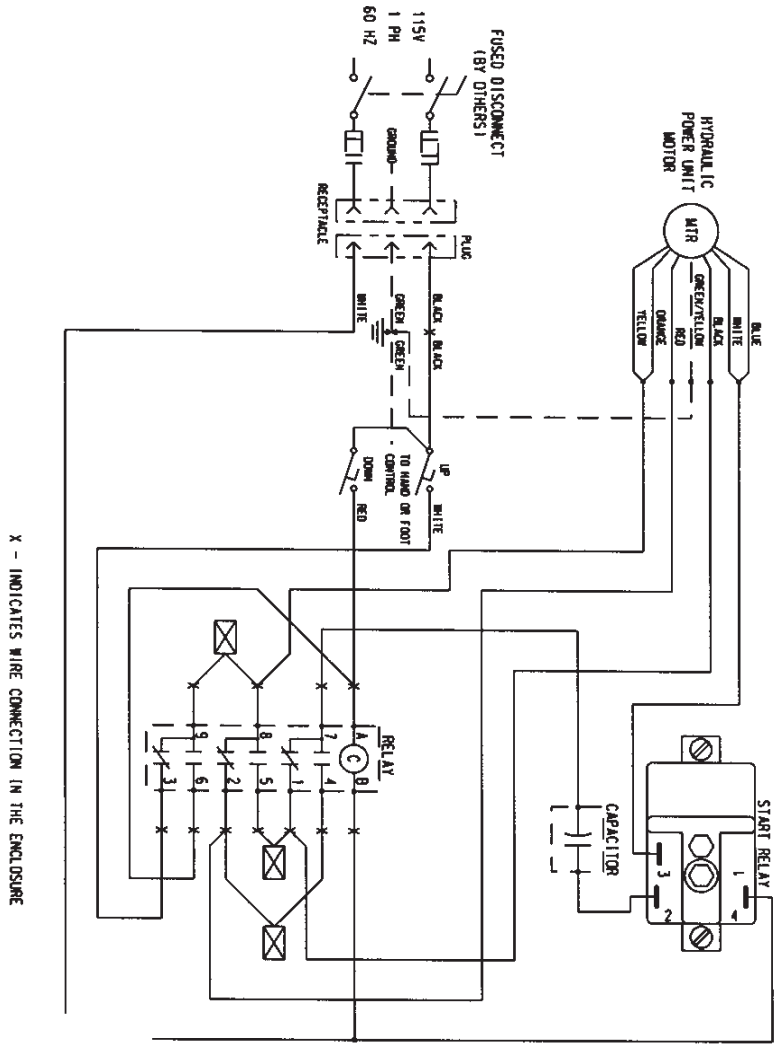 FUSED DISCONNECT
(BY OTHERS)
115V
1 PH
60 HZ
GROUND
RECEPTACLE
PLUG
BLACK
BLACK
GREEN
GREEN
WHITE
UP
DOWN
TO HAND OR FOOT
CONTROL
WHITE
RED
HYDRAULIC
POWER UNIT
MOTOR
MTR
BLUE
WHITE
BLACK
GREEN/YELLOW
RED
ORANGE
YELLOW
RELAY
A
C
B
7
4
1
8
5
2
9
6
3
CAPACITOR
START RELAY
1
4
3
2
X - INDICATES WIRE CONNECTION IN THE ENCLOSURE